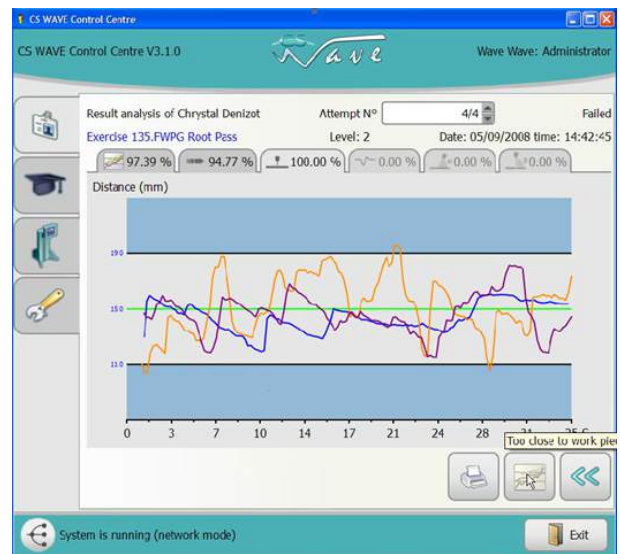 CS WAVE Control Centre
CS WAVE Control Centre V3.1.0
Wave
Wave Wave: Administrator
Result analysis of Chrystal Denizot
Attempt Nº
4/4
Failed
Exercise 135.FWPG Root Pass
Level: 2
Date: 05/09/2008 time: 14:42:45
97.39 %
94.77 %
100.00 %
0.00 %
0.00 %
0.00 %
Distance (mm)
19.0
15.0
11.0
0 3 7 10 14 17 21 24 28
Too close to work
System is running (network mode)
Exit